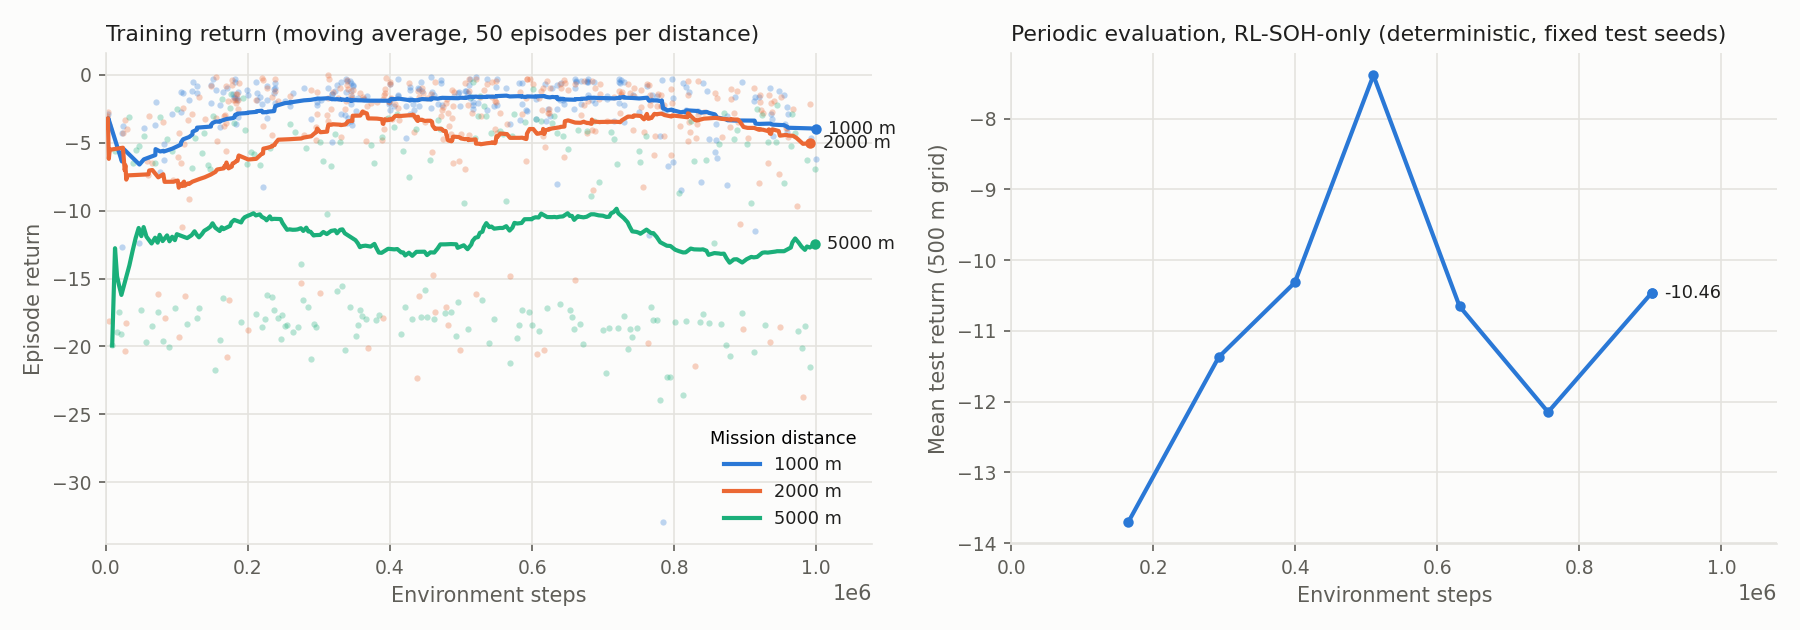 Training return (moving average, 50 episodes per distance)
Episode return
0
−5
−10
−15
−20
−25
−30
1000 m
2000 m
5000 m
Mission distance
1000 m
2000 m
5000 m
0.0 0.2 0.4 0.6 0.8 1.0
1e6
Environment steps
Periodic evaluation, RL-SOH-only (deterministic, fixed test seeds)
Mean test return (500 m grid)
−8
−9
−10
−11
−12
−13
−14
-10.46
0.0 0.2 0.4 0.6 0.8 1.0
1e6
Environment steps